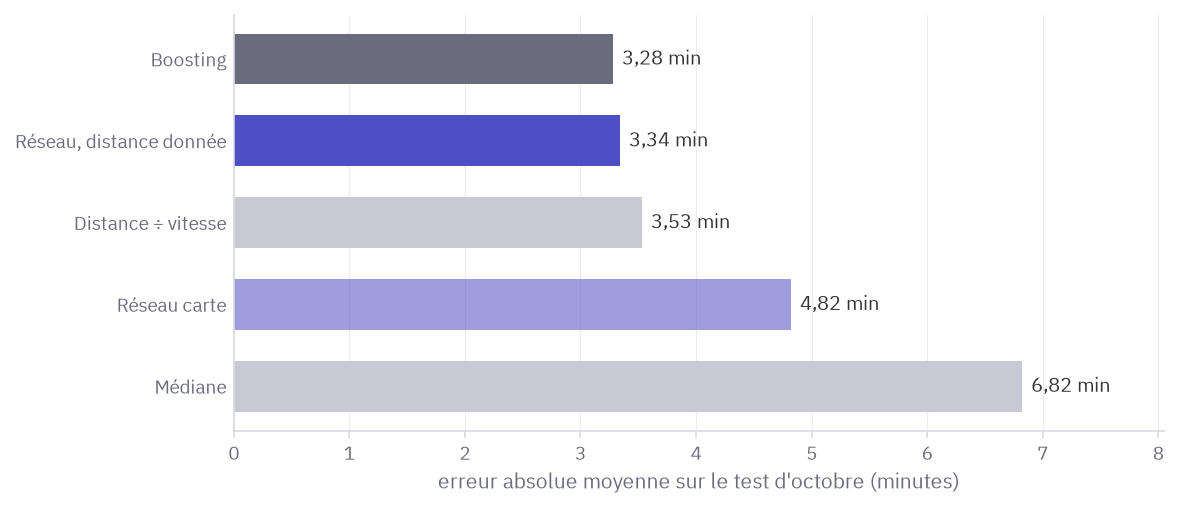 Boosting
3,28 min
Réseau, distance donnée
3,34 min
Distance ÷ vitesse
3,53 min
Réseau carte
4,82 min
Médiane
6,82 min
0 1 2 3 4 5 6 7 8
erreur absolue moyenne sur le test d'octobre (minutes)